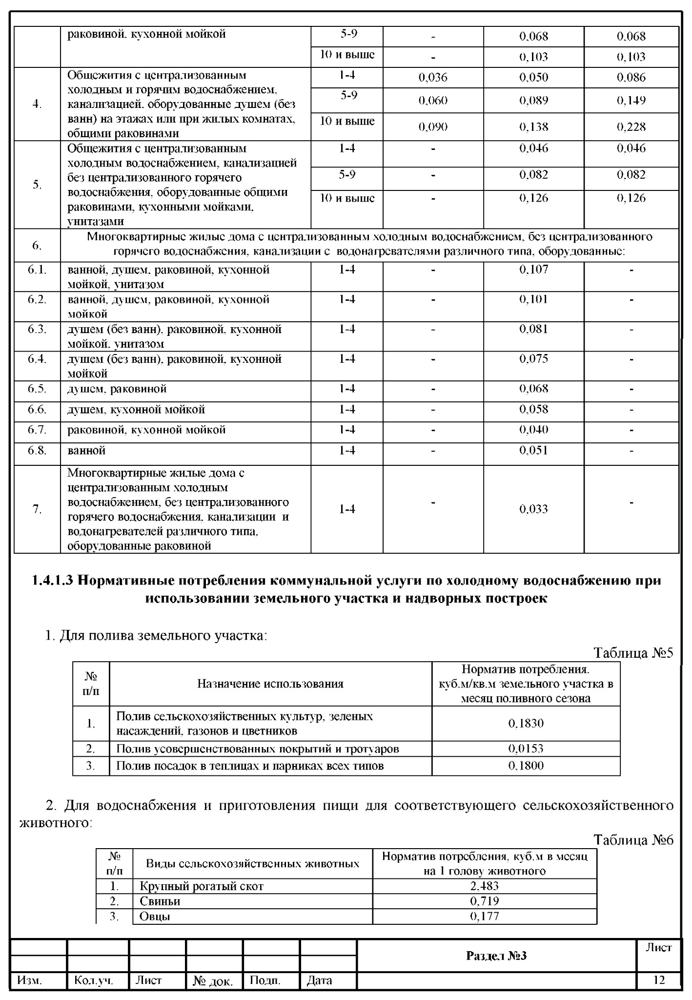 раковиной, кухонной мойкой 5-9 - 0,068 0,068
10 и выше - 0,103 0,103
4. Общежития с централизованным холодным и горячим водоснабжением, канализацией, оборудованные душем (без ванн) на этажах или при жилых комнатах, общими раковинами
1-4 0,036 0,050 0,086
5-9 0,060 0,089 0,149
10 и выше 0,090 0,138 0,228
5. Общежития с централизованным
холодным водоснабжением, канализацией
без централизованного горячего
водоснабжения, оборудованные общими
раковинами, кухонными мойками,
унитазами
1-4 - 0,046 0,046
5-9 - 0,082 0,082
10 и выше - 0,126 0,126
6. Многоквартирные жилые дома с централизованным холодным водоснабжением, без централизованного
горячего водоснабжения, канализации с водонагревателями различного типа, оборудованные:
6.1. ванной, душем, раковиной, кухонной 1-4 - 0,107 -
мойкой, унитазом
6.2. ванной, душем, раковиной, кухонной 1-4 - 0,101 -
мойкой
6.3. душем (без ванн), раковиной, кухонной 1-4 - 0,081 -
мойкой, унитазом
6.4. душем (без ванн), раковиной, кухонной 1-4 - 0,075 -
мойкой
6.5. душем, раковиной 1-4 - 0,068 -
6.6. душем, кухонной мойкой 1-4 - 0,058 -
6.7. раковиной, кухонной мойкой 1-4 - 0,040 -
6.8. ванной 1-4 - 0,051 -
Многоквартирные жилые дома с
централизованным холодным
водоснабжением, без централизованного
7. горячего водоснабжения, канализации и 1-4 - 0,033 -
водонагревателей различного типа,
оборудованные раковиной
1.4.1.3 Нормативные потребления коммунальной услуги по холодному водоснабжению при
использовании земельного участка и надворных построек
1. Для полива земельного участка:
Таблица №5
№
п/п
Назначение использования
Норматив потребления,
куб.м/кв.м земельного участка в
месяц поливного сезона
1. Полив сельскохозяйственных культур, зеленых
насаждений, газонов и цветников 0,1830
2. Полив усовершенствованных покрытий и тротуаров 0,0153
3. Полив посадок в теплицах и парниках всех типов 0,1800
2. Для водоснабжения и приготовления пищи для соответствующего сельскохозяйственного
животного:
Таблица №6
№
п/п
Виды сельскохозяйственных животных
Норматив потребления, куб.м в месяц
на 1 голову животного
1. Крупный рогатый скот 2,483
2. Свиньи 0,719
3. Овцы 0,177
Раздел №3
Лист
Изм. Кол.уч. Лист № док. Подп. Дата 12